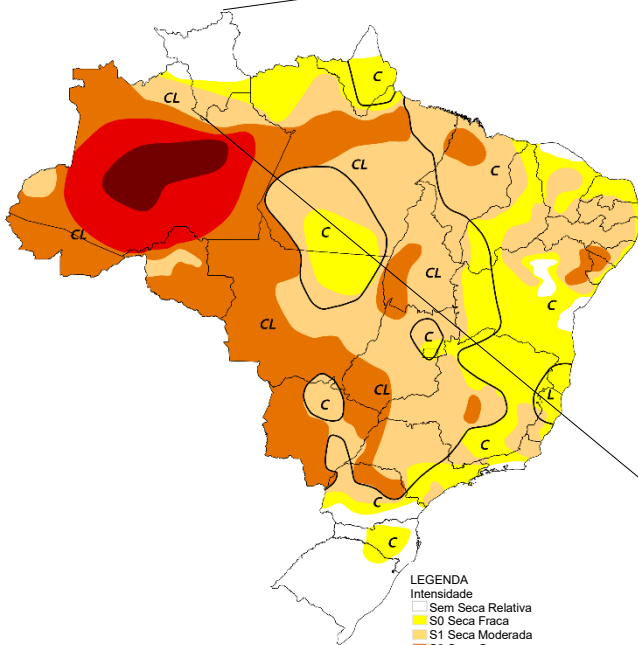 C
CL
C
CL
CL
C
C
CL
CL
C
C
CL
L
C
C
C
C
LEGENDA
Intensidade
Sem Seca Relativa
S0 Seca Fraca
S1 Seca Moderada